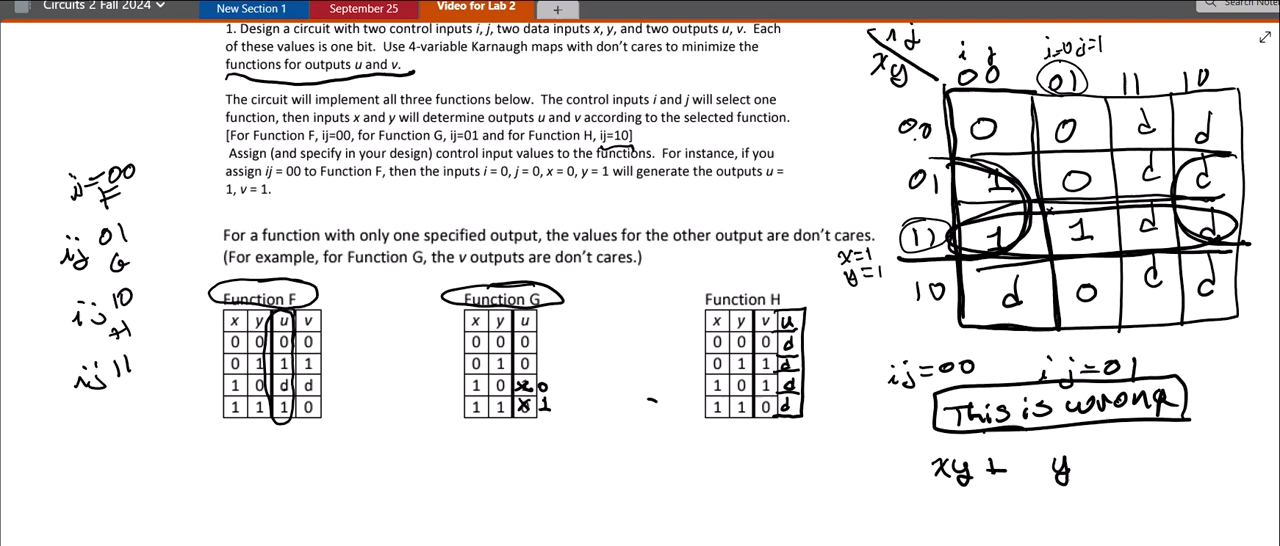 Circuits 2 Fall 2024
New Section 1
September 25
Video for Lab 2
+
Search Note
1. Design a circuit with two control inputs i, j, two data inputs x, y, and two outputs u, v. Each
of these values is one bit. Use 4-variable Karnaugh maps with don't cares to minimize the
functions for outputs u and v.
The circuit will implement all three functions below. The control inputs i and j will select one
function, then inputs x and y will determine outputs u and v according to the selected function.
[For Function F, ij=00, for Function G, ij=01 and for Function H, ij=10]
Assign (and specify in your design) control input values to the functions. For instance, if you
assign ij = 00 to Function F, then the inputs i = 0, j = 0, x = 0, y = 1 will generate the outputs u =
1, v = 1.
For a function with only one specified output, the values for the other output are don't cares.
(For example, for Function G, the v outputs are don't cares.)
ij=00
F
ij 01
G
ij 10
H
ij 11
Function F
x y u v
0 0 0 0
0 1 1 1
1 0 d d
1 1 1 0
Function G
x y u
0 0 0
0 1 0
1 0 x 0
1 1 x 1
Function H
x y v u
0 0 0 d
0 1 1 d
1 0 1 d
1 1 0 d
i j
i=0 j=1
xy
00 01 11 10
00 0 0 d d
01 1 0 d d
11 1 1 d d
x=1
y=1
10 d 0 d d
ij=00 ij=01
This is wrong
xy + y